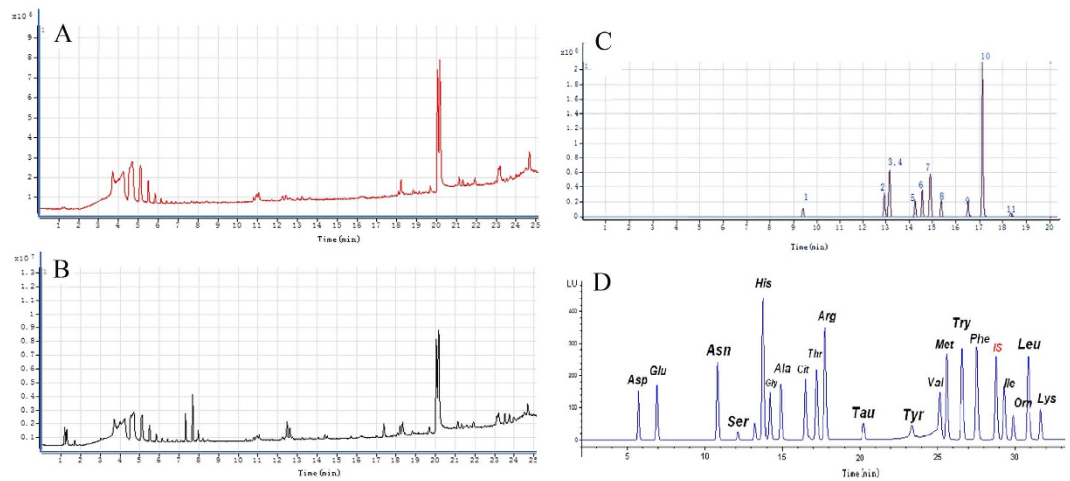 A
x10 6
9
8
7
6
5
4
3
2
1
1 2 3 4 5 6 7 8 9 10 11 12 13 14 15 16 17 18 19 20 21 22 23 24 25
Time(min)
B
x10 7
1.3
1.2
1.1
1
0.9
0.8
0.7
0.6
0.5
0.4
0.3
0.2
0.1
1 2 3 4 5 6 7 8 9 10 11 12 13 14 15 16 17 18 19 20 21 22 23 24 25
Time(min)
C
2
1.8
1.6
1.4
1.2
1
0.8
0.6
0.4
0.2
0
1 2 3,4 5 6 7 8 9 10 11
1 2 3 4 5 6 7 8 9 10 11 12 13 14 15 16 17 18 19 20
Time(min)
D
LU
400
300
200
100
0
Asp Glu Asn Ser His Gly Ala Cit Thr Arg Tau Tyr Val Met Try Phe IS Ile Orn Leu Lys
5 10 15 20 25 30
Time(min)